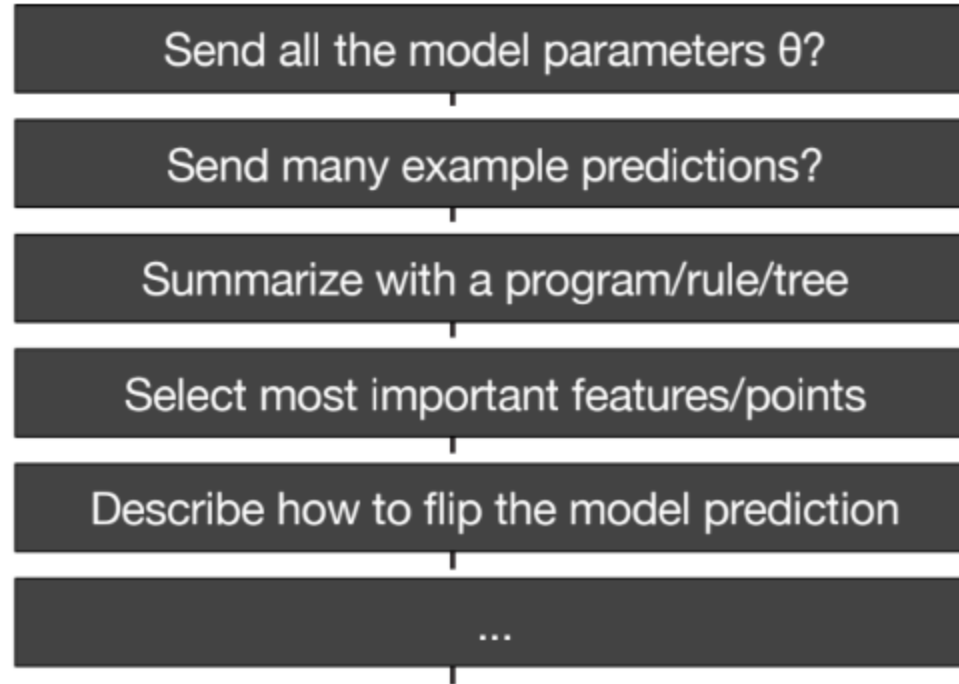 Send all the model parameters θ?
Send many example predictions?
Summarize with a program/rule/tree
Select most important features/points
Describe how to flip the model prediction
...